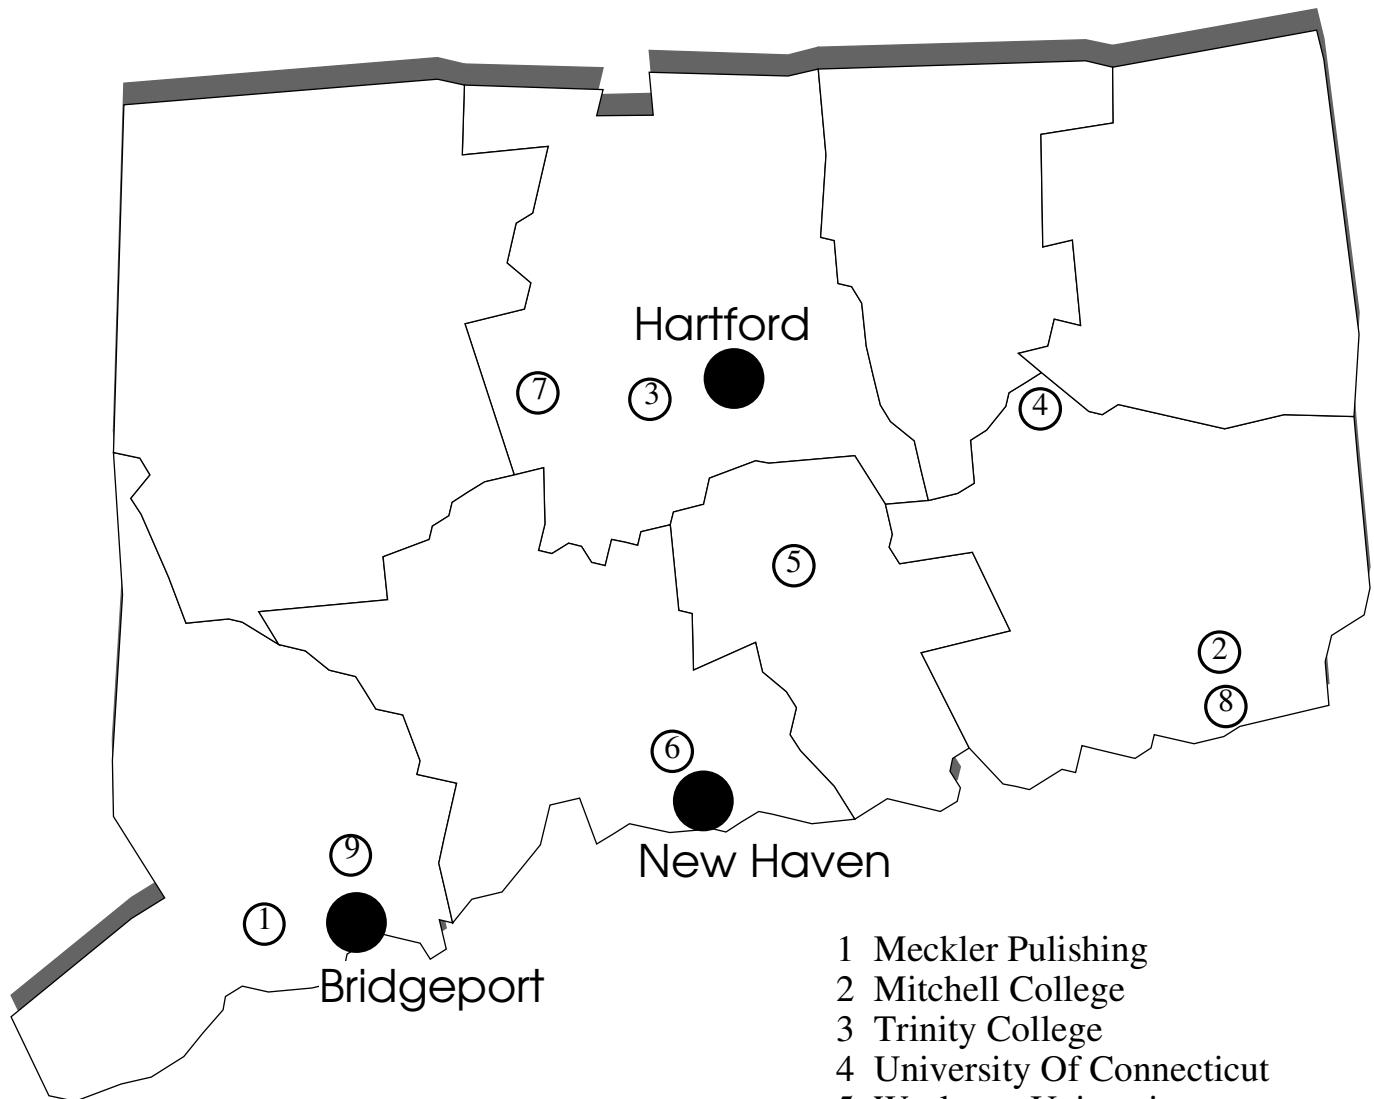 Hartford
7
3
4
5
2
8
6
New Haven
9
1
Bridgeport
1 Meckler Pulishing
2 Mitchell College
3 Trinity College
4 University Of Connecticut